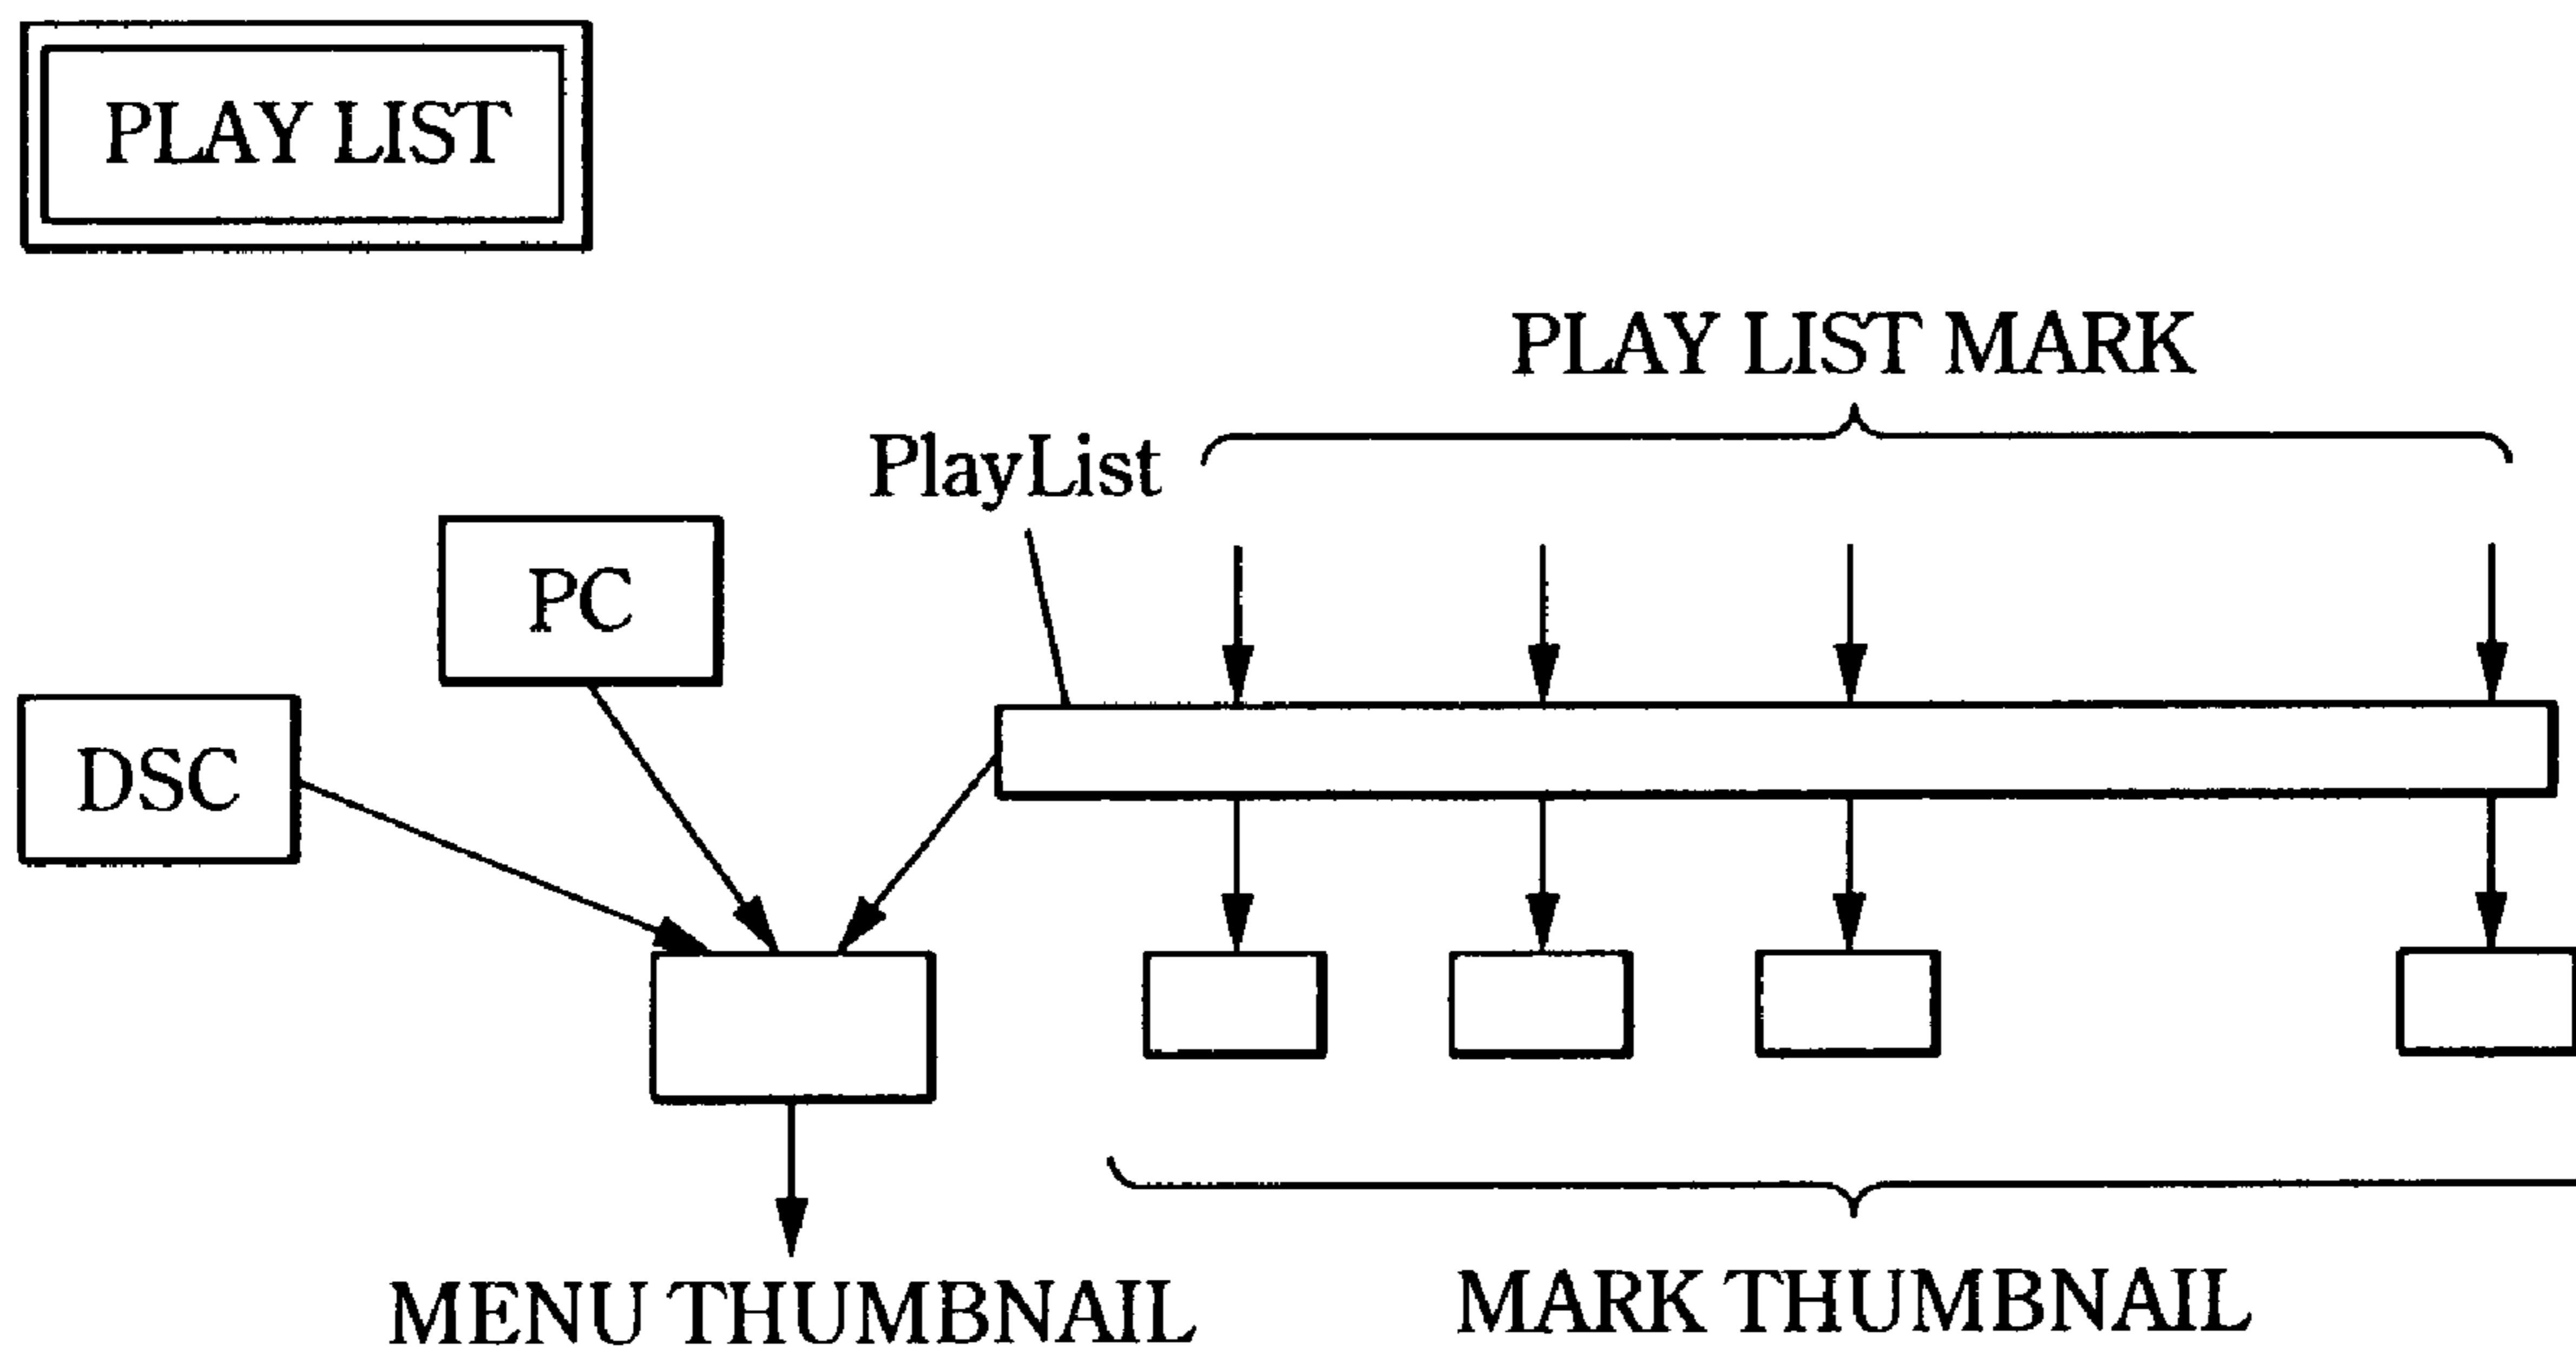 PLAY LIST
PLAY LIST MARK
PlayList
PC
DSC
MENU THUMBNAIL
MARK THUMBNAIL